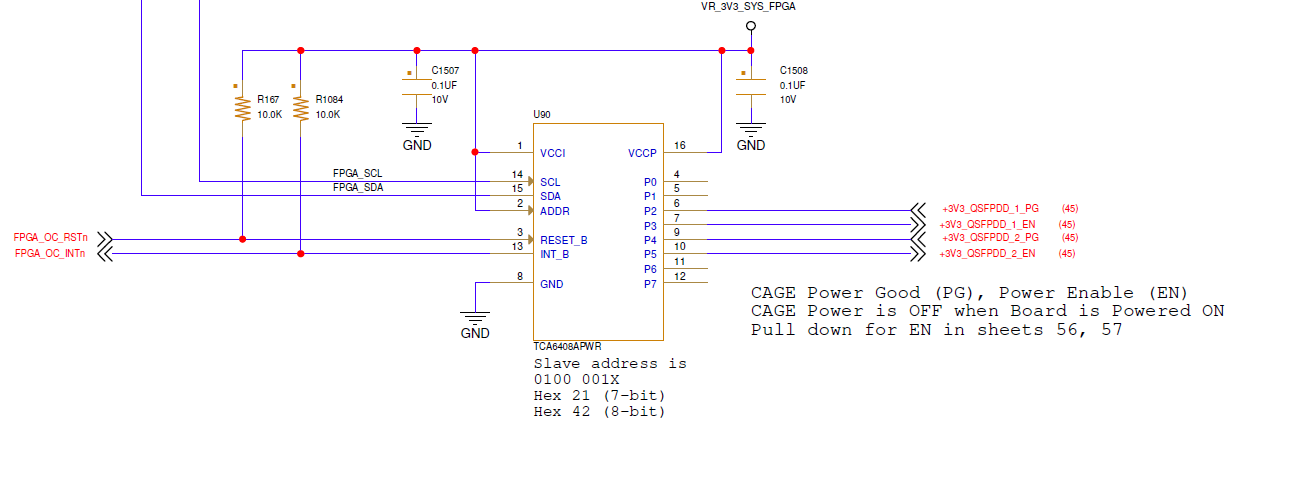 VR_3V3_SYS_FPGA
R167
10.0K
R1084
10.0K
C1507
0.1UF
10V
GND
C1508
0.1UF
10V
GND
U90
1 VCCI VCCP 16
FPGA_SCL 14 SCL P0 4
FPGA_SDA 15 SDA P1 5
2 ADDR P2 6 +3V3_QSFPDD_1_PG (45)
P3 7 +3V3_QSFPDD_1_EN (45)
FPGA_OC_RSTn 3 RESET_B P4 9 +3V3_QSFPDD_2_PG (45)
FPGA_OC_INTn 13 INT_B P5 10 +3V3_QSFPDD_2_EN (45)
P6 11
8 GND P7 12
GND
CAGE Power Good (PG), Power Enable (EN)
CAGE Power is OFF when Board is Powered ON
Pull down for EN in sheets 56, 57
TCA6408APWR
Slave address is
0100 001X
Hex 21 (7-bit)
Hex 42 (8-bit)